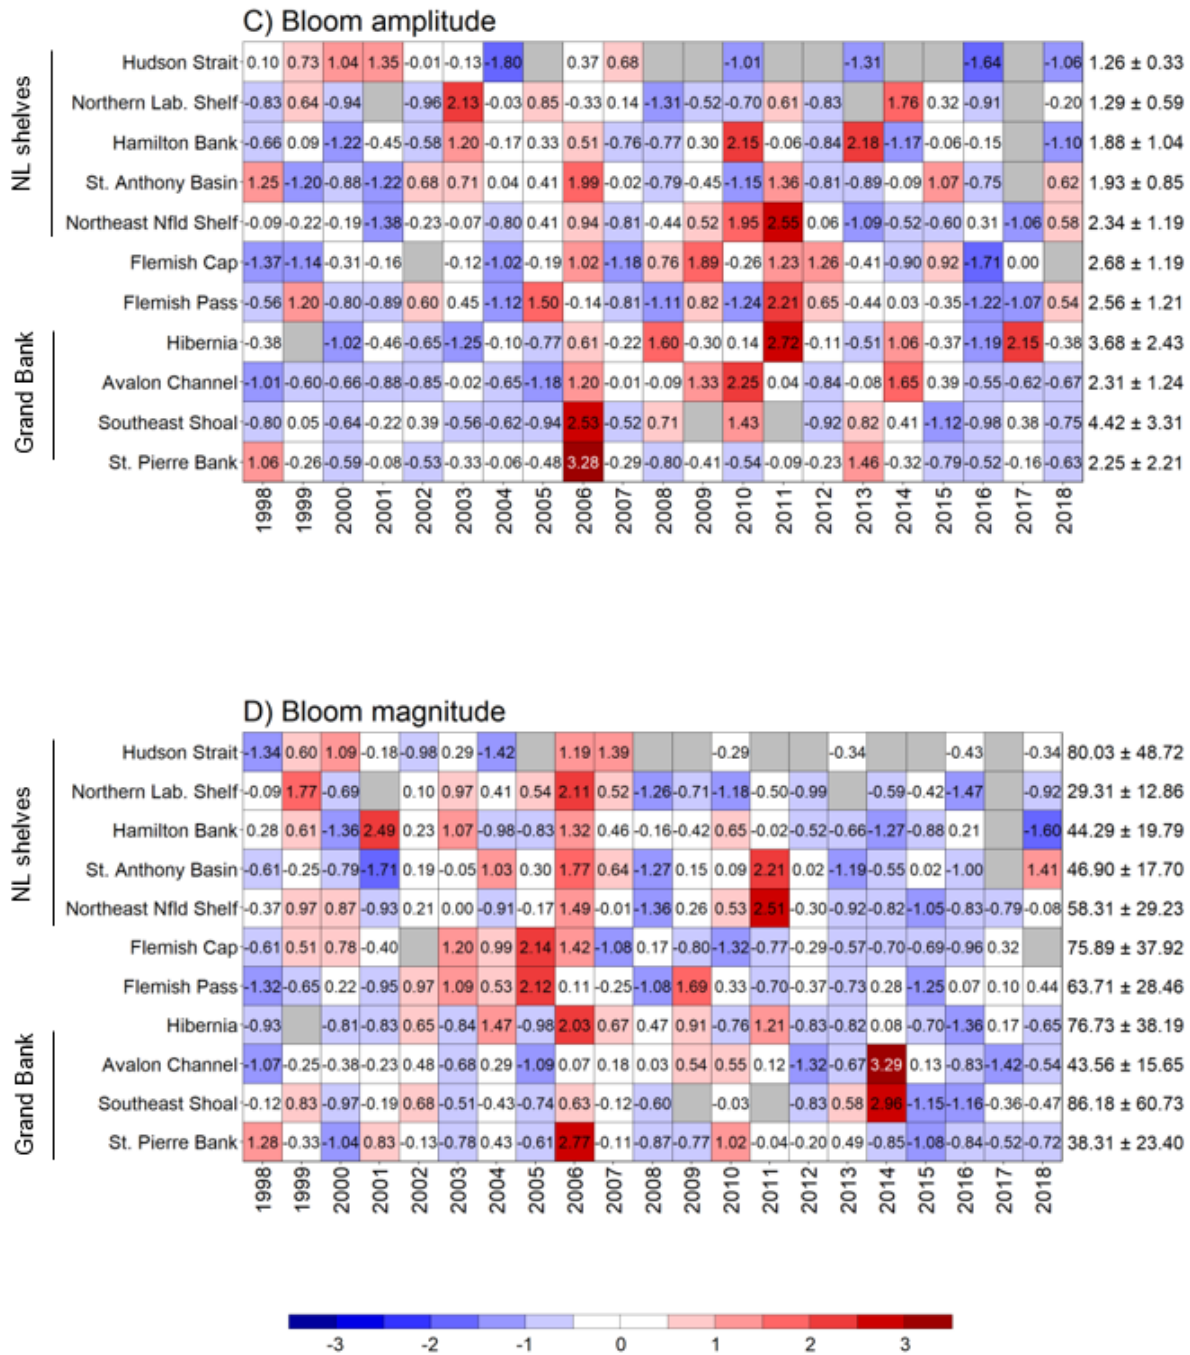 C) Bloom amplitude
NL shelves
Hudson Strait 0.10 0.73 1.04 1.35 -0.01 -0.13 -1.80 0.37 0.68 -1.01 -1.31 -1.64 -1.06 1.26 ± 0.33
Northern Lab. Shelf -0.83 0.64 -0.94 -0.96 2.13 -0.03 0.85 -0.33 0.14 -1.31 -0.52 -0.70 0.61 -0.83 1.76 0.32 -0.91 -0.20 1.29 ± 0.59
Hamilton Bank -0.66 0.09 -1.22 -0.45 -0.58 1.20 -0.17 0.33 0.51 -0.76 -0.77 0.30 2.15 -0.06 -0.84 2.18 -1.17 -0.06 -0.15 -1.10 1.88 ± 1.04
St. Anthony Basin 1.25 -1.20 -0.88 -1.22 0.68 0.71 0.04 0.41 1.99 -0.02 -0.79 -0.45 -1.15 1.36 -0.81 -0.89 -0.09 1.07 -0.75 0.62 1.93 ± 0.85
Northeast Nfld Shelf -0.09 -0.22 -0.19 -1.38 -0.23 -0.07 -0.80 0.41 0.94 -0.81 -0.44 0.52 1.95 2.55 0.06 -1.09 -0.52 -0.60 0.31 -1.06 0.58 2.34 ± 1.19
Flemish Cap -1.37 -1.14 -0.31 -0.16 -0.12 -1.02 -0.19 1.02 -1.18 0.76 1.89 -0.26 1.23 1.26 -0.41 -0.90 0.92 -1.71 0.00 2.68 ± 1.19
Flemish Pass -0.56 1.20 -0.80 -0.89 0.60 0.45 -1.12 1.50 -0.14 -0.81 -1.11 0.82 -1.24 2.21 0.65 -0.44 0.03 -0.35 -1.22 -1.07 0.54 2.56 ± 1.21
Grand Bank
Hibernia -0.38 -1.02 -0.46 -0.65 -1.25 -0.10 -0.77 0.61 -0.22 1.60 -0.30 0.14 2.72 -0.11 -0.51 1.06 -0.37 -1.19 2.15 -0.38 3.68 ± 2.43
Avalon Channel -1.01 -0.60 -0.66 -0.88 -0.85 -0.02 -0.65 -1.18 1.20 -0.01 -0.09 1.33 2.25 0.04 -0.84 -0.08 1.65 0.39 -0.55 -0.62 -0.67 2.31 ± 1.24
Southeast Shoal -0.80 0.05 -0.64 -0.22 0.39 -0.56 -0.62 -0.94 2.53 -0.52 0.71 1.43 -0.92 0.82 0.41 -1.12 -0.98 0.38 -0.75 4.42 ± 3.31
St. Pierre Bank 1.06 -0.26 -0.59 -0.08 -0.53 -0.33 -0.06 -0.48 3.28 -0.29 -0.80 -0.41 -0.54 -0.09 -0.23 1.46 -0.32 -0.79 -0.52 -0.16 -0.63 2.25 ± 2.21
1998 1999 2000 2001 2002 2003 2004 2005 2006 2007 2008 2009 2010 2011 2012 2013 2014 2015 2016 2017 2018
D) Bloom magnitude
NL shelves
Hudson Strait -1.34 0.60 1.09 -0.18 -0.98 0.29 -1.42 1.19 1.39 -0.29 -0.34 -0.43 -0.34 80.03 ± 48.72
Northern Lab. Shelf -0.09 1.77 -0.69 0.10 0.97 0.41 0.54 2.11 0.52 -1.26 -0.71 -1.18 -0.50 -0.99 -0.59 -0.42 -1.47 -0.92 29.31 ± 12.86
Hamilton Bank 0.28 0.61 -1.36 2.49 0.23 1.07 -0.98 -0.83 1.32 0.46 -0.16 -0.42 0.65 -0.02 -0.52 -0.66 -1.27 -0.88 0.21 -1.60 44.29 ± 19.79
St. Anthony Basin -0.61 -0.25 -0.79 -1.71 0.19 -0.05 1.03 0.30 1.77 0.64 -1.27 0.15 0.09 2.21 0.02 -1.19 -0.55 0.02 -1.00 1.41 46.90 ± 17.70
Northeast Nfld Shelf -0.37 0.97 0.87 -0.93 0.21 0.00 -0.91 -0.17 1.49 -0.01 -1.36 0.26 0.53 2.51 -0.30 -0.92 -0.82 -1.05 -0.83 -0.79 -0.08 58.31 ± 29.23
Flemish Cap -0.61 0.51 0.78 -0.40 1.20 0.99 2.14 1.42 -1.08 0.17 -0.80 -1.32 -0.77 -0.29 -0.57 -0.70 -0.69 -0.96 0.32 75.89 ± 37.92
Flemish Pass -1.32 -0.65 0.22 -0.95 0.97 1.09 0.53 2.12 0.11 -0.25 -1.08 1.69 0.33 -0.70 -0.37 -0.73 0.28 -1.25 0.07 0.10 0.44 63.71 ± 28.46
Grand Bank
Hibernia -0.93 -0.81 -0.83 0.65 -0.84 1.47 -0.98 2.03 0.67 0.47 0.91 -0.76 1.21 -0.83 -0.82 0.08 -0.70 -1.36 0.17 -0.65 76.73 ± 38.19
Avalon Channel -1.07 -0.25 -0.38 -0.23 0.48 -0.68 0.29 -1.09 0.07 0.18 0.03 0.54 0.55 0.12 -1.32 -0.67 3.29 0.13 -0.83 -1.42 -0.54 43.56 ± 15.65
Southeast Shoal -0.12 0.83 -0.97 -0.19 0.68 -0.51 -0.43 -0.74 0.63 -0.12 -0.60 -0.03 -0.83 0.58 2.96 -1.15 -1.16 -0.36 -0.47 86.18 ± 60.73
St. Pierre Bank 1.28 -0.33 -1.04 0.83 -0.13 -0.78 0.43 -0.61 2.77 -0.11 -0.87 -0.77 1.02 -0.04 -0.20 0.49 -0.85 -1.08 -0.84 -0.52 -0.72 38.31 ± 23.40
1998 1999 2000 2001 2002 2003 2004 2005 2006 2007 2008 2009 2010 2011 2012 2013 2014 2015 2016 2017 2018
-3 -2 -1 0 1 2 3